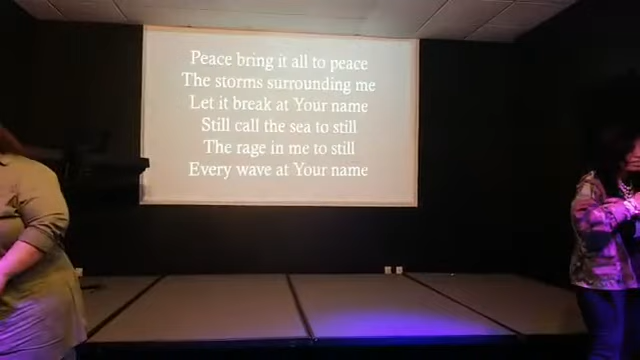 Peace bring it all to peace
The storms surrounding me
Let it break at Your name
Still call the sea to still
The rage in me to still
Every wave at Your name